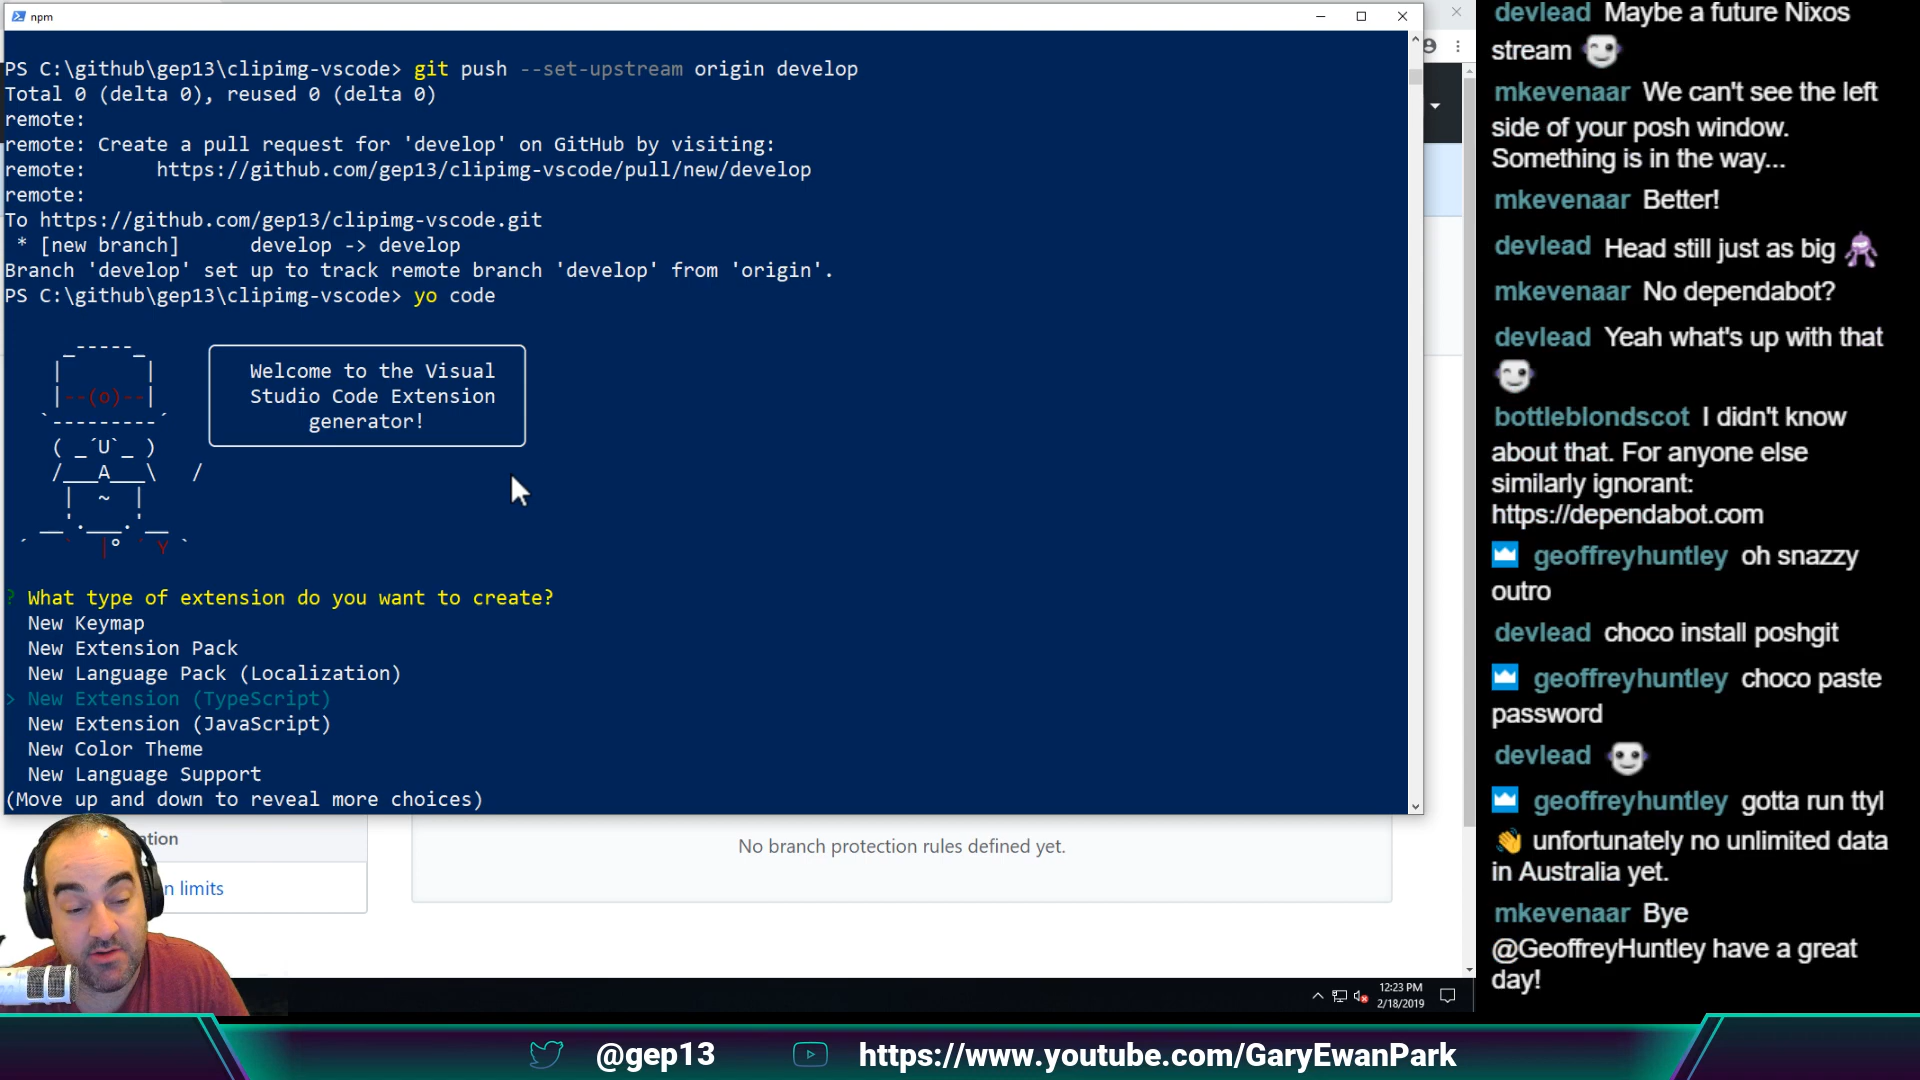 npm
PS C:\github\gep13\clipimg-vscode> git push --set-upstream origin develop
Total 0 (delta 0), reused 0 (delta 0)
remote:
remote: Create a pull request for 'develop' on GitHub by visiting:
remote:      https://github.com/gep13/clipimg-vscode/pull/new/develop
remote:
To https://github.com/gep13/clipimg-vscode.git
 * [new branch]      develop -> develop
Branch 'develop' set up to track remote branch 'develop' from 'origin'.
PS C:\github\gep13\clipimg-vscode> yo code
Welcome to the Visual
Studio Code Extension
generator!
? What type of extension do you want to create?
New Keymap
New Extension Pack
New Language Pack (Localization)
> New Extension (TypeScript)
New Extension (JavaScript)
New Color Theme
New Language Support
(Move up and down to reveal more choices)
ation
n limits
No branch protection rules defined yet.
12:23 PM
2/18/2019
devlead Maybe a future Nixos
stream
mkevenaar We can't see the left
side of your posh window.
Something is in the way...
mkevenaar Better!
devlead Head still just as big
mkevenaar No dependabot?
devlead Yeah what's up with that
bottleblondscot I didn't know
about that. For anyone else
similarly ignorant:
https://dependabot.com
geoffreyhuntley oh snazzy
outro
devlead choco install poshgit
geoffreyhuntley choco paste
password
devlead
geoffreyhuntley gotta run ttyl
👋 unfortunately no unlimited data
in Australia yet.
mkevenaar Bye
@GeoffreyHuntley have a great
day!
@gep13
https://www.youtube.com/GaryEwanPark